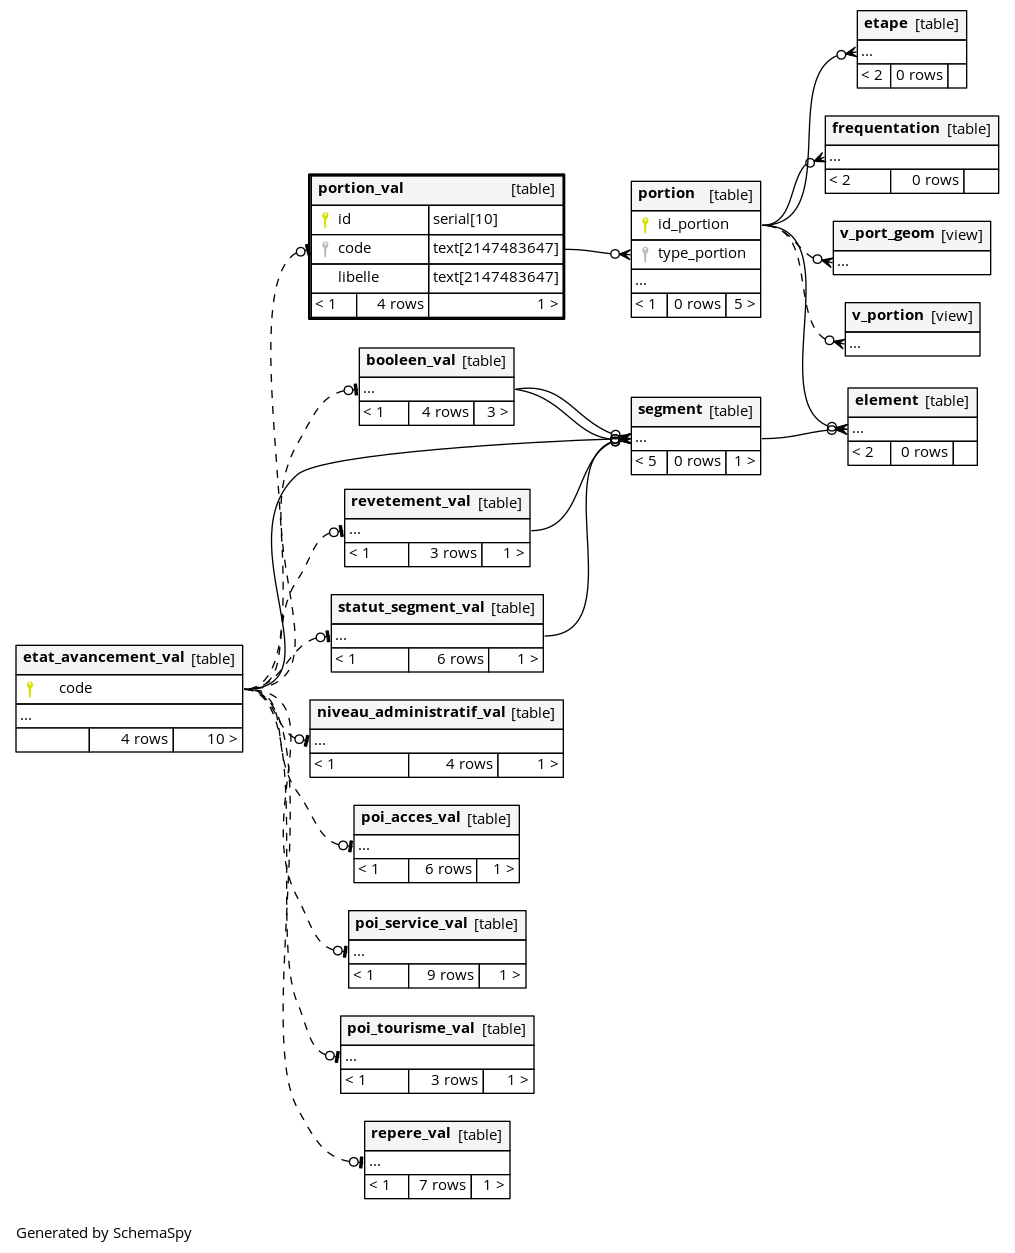 etape [table]
...
< 2 0 rows
frequentation [table]
...
< 2 0 rows
portion_val [table]
id serial[10]
code text[2147483647]
libelle text[2147483647]
< 1 4 rows 1 >
portion [table]
id_portion
type_portion
...
< 1 0 rows 5 >
v_port_geom [view]
...
v_portion [view]
...
booleen_val [table]
...
< 1 4 rows 3 >
segment [table]
...
< 5 0 rows 1 >
element [table]
...
< 2 0 rows
revetement_val [table]
...
< 1 3 rows 1 >
statut_segment_val [table]
...
< 1 6 rows 1 >
etat_avancement_val [table]
code
...
4 rows 10 >
niveau_administratif_val [table]
...
< 1 4 rows 1 >
poi_acces_val [table]
...
< 1 6 rows 1 >
poi_service_val [table]
...
< 1 9 rows 1 >
poi_tourisme_val [table]
...
< 1 3 rows 1 >
repere_val [table]
...
< 1 7 rows 1 >
Generated by SchemaSpy